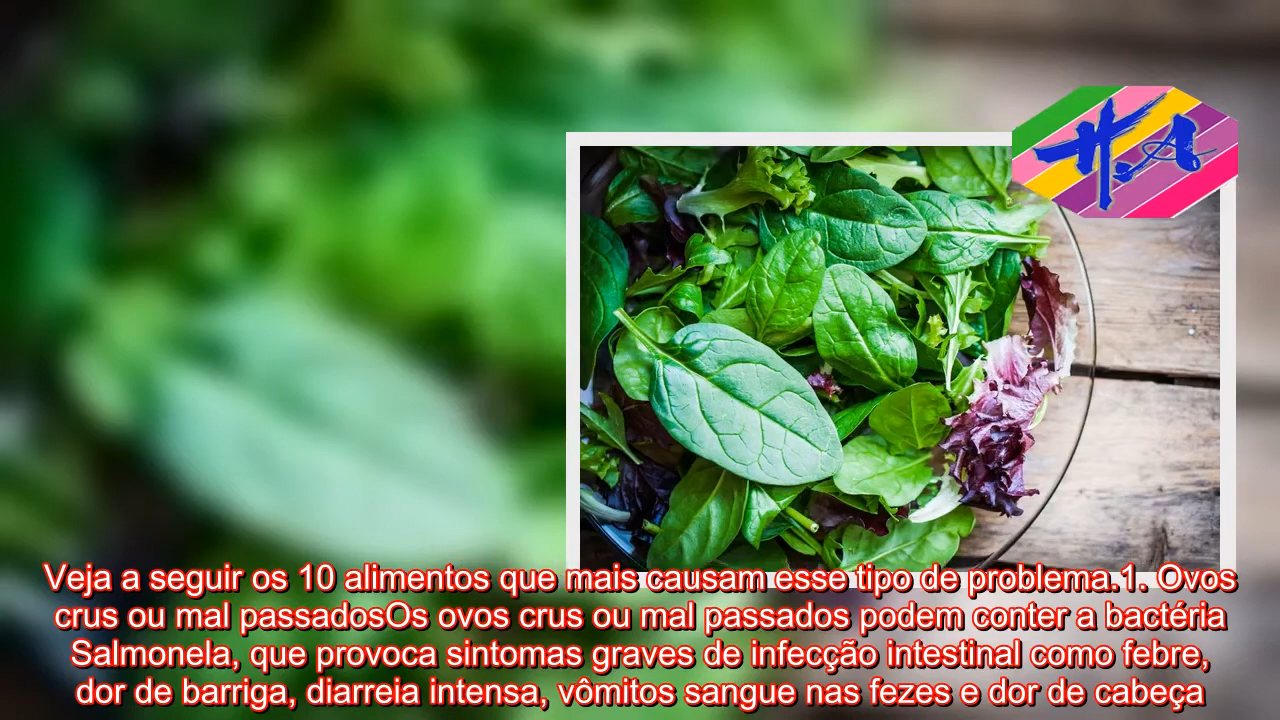 H.A
Veja a seguir os 10 alimentos que mais causam esse tipo de problema.1. Ovos
crus ou mal passadosOs ovos crus ou mal passados podem conter a bactéria
Salmonela, que provoca sintomas graves de infecção intestinal como febre,
dor de barriga, diarreia intensa, vômitos sangue nas fezes e dor de cabeça